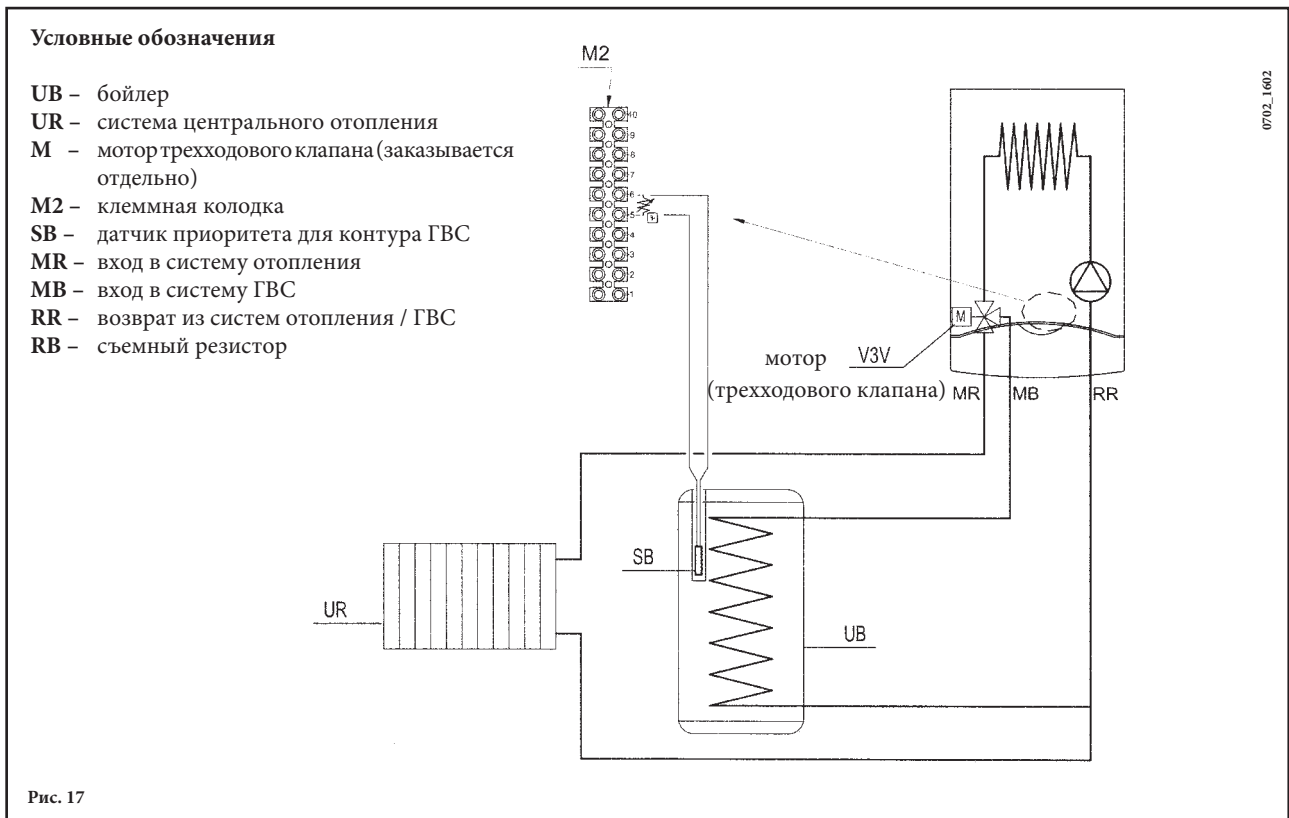 Условные обозначения
UB – бойлер
UR – система центрального отопления
M – мотор трехходового клапана (заказывается
отдельно)
M2 – клеммная колодка
SB – датчик приоритета для контура ГВС
MR – вход в систему отопления
MB – вход в систему ГВС
RR – возврат из систем отопления / ГВС
RB – съемный резистор
M2
10
9
8
7
6
5
4
3
2
1
0702_1602
M
мотор V3V
(трехходового клапана)
MR MB RR
SB
UR
UB
Рис. 17